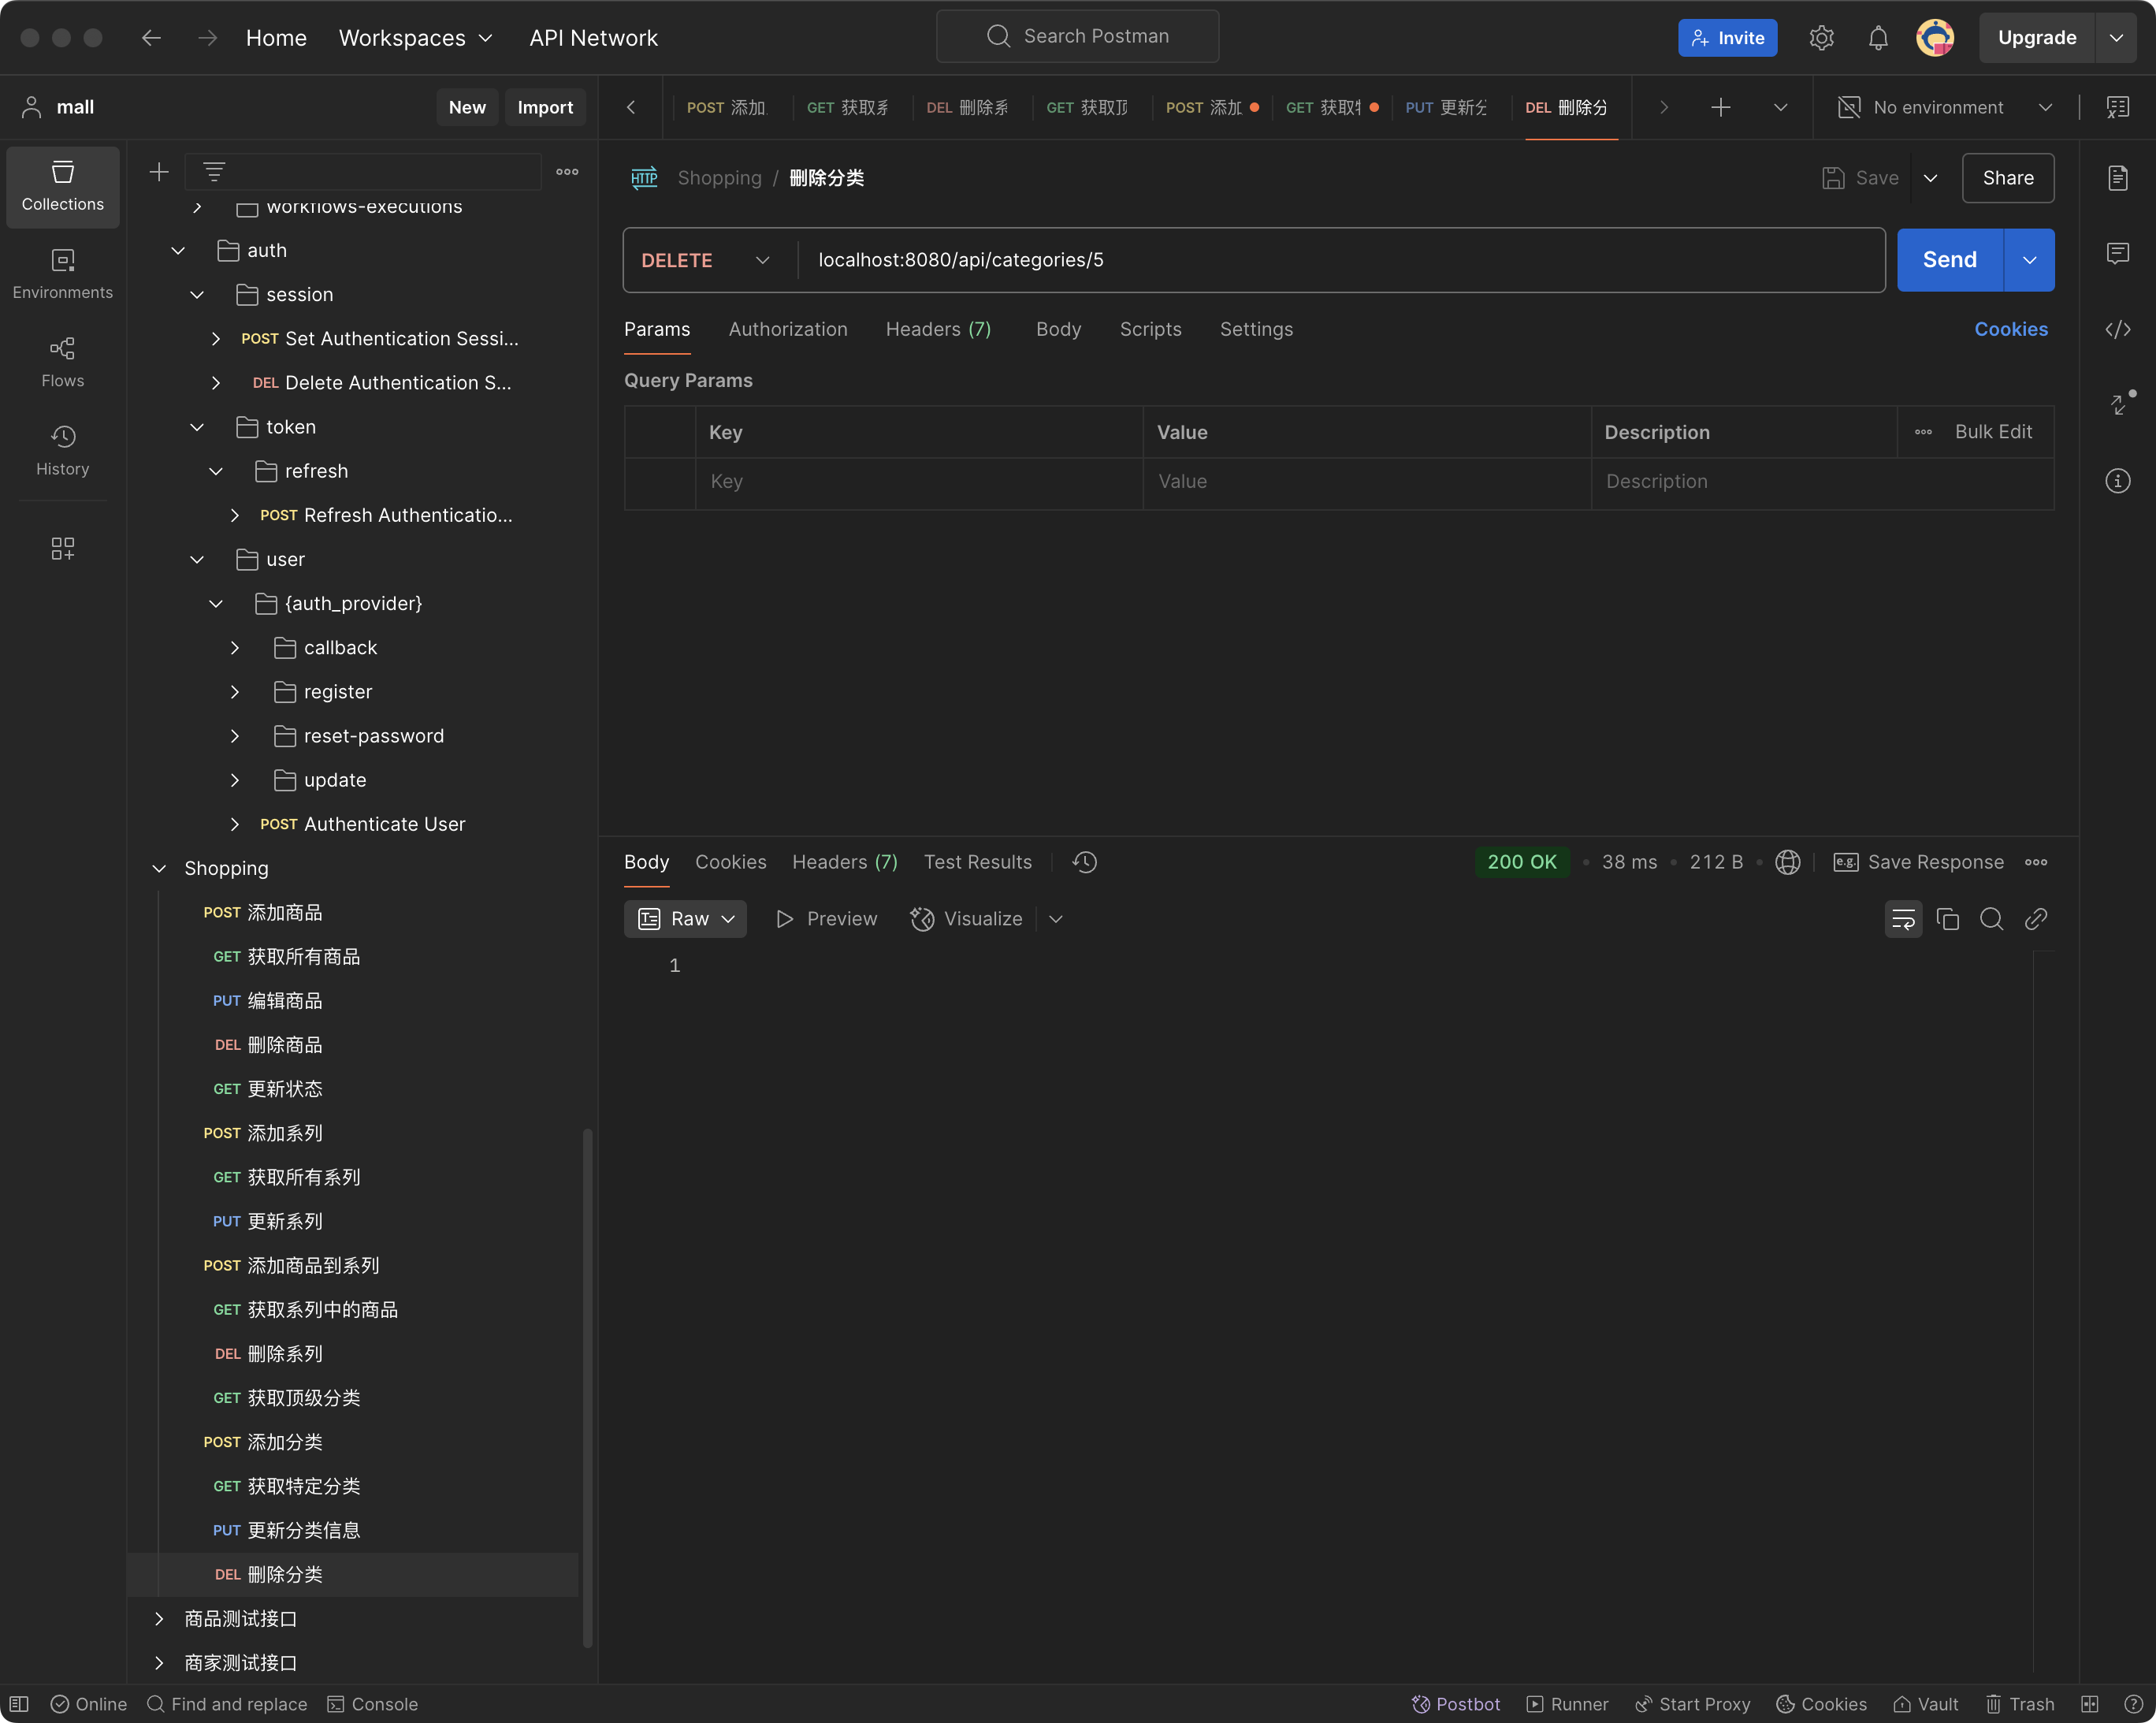 Home Workspaces API Network Search Postman Invite Upgrade
mall New Import
POST 添加 GET 获取系 DEL 删除系 GET 获取顶 POST 添加 GET 获取 PUT 更新分 DEL 删除分 No environment
Collections
Environments
Flows
History
workflows-executions
auth
session
POST Set Authentication Sessi...
DEL Delete Authentication S...
token
refresh
POST Refresh Authenticatio...
user
{auth_provider}
callback
register
reset-password
update
POST Authenticate User
Shopping
POST 添加商品
GET 获取所有商品
PUT 编辑商品
DEL 删除商品
GET 更新状态
POST 添加系列
GET 获取所有系列
PUT 更新系列
POST 添加商品到系列
GET 获取系列中的商品
DEL 删除系列
GET 获取顶级分类
POST 添加分类
GET 获取特定分类
PUT 更新分类信息
DEL 删除分类
商品测试接口
商家测试接口
HTTP Shopping / 删除分类 Save Share
DELETE localhost:8080/api/categories/5 Send
Params Authorization Headers (7) Body Scripts Settings Cookies
Query Params
Key Value Description Bulk Edit
Key Value Description
Body Cookies Headers (7) Test Results 200 OK 38 ms 212 B e.g. Save Response
Raw Preview Visualize
1
Online Find and replace Console Postbot Runner Start Proxy Cookies Vault Trash